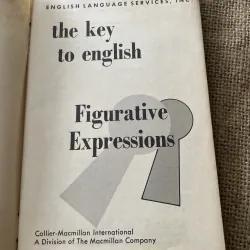 ENGLISH LANGUAGE SERVICES, INC
the key
to english
Figurative
Expressions
Collier-Macmillan International
A Division of The Macmillan Company